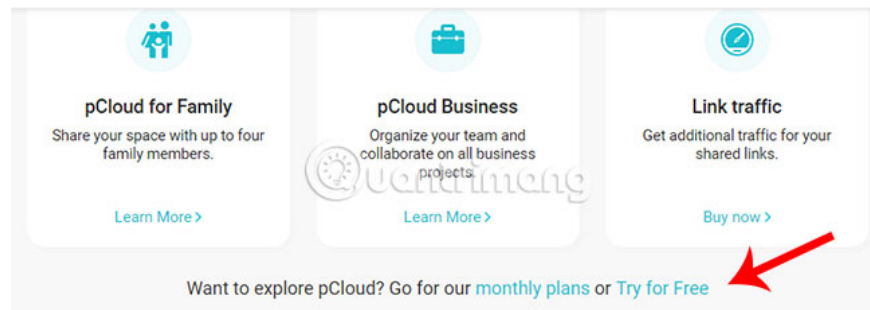 pCloud for Family
Share your space with up to four
family members.
Learn More >
pCloud Business
Organize your team and
collaborate on all business
projects.
Learn More >
Link traffic
Get additional traffic for your
shared links.
Buy now >
Quantrimang
Want to explore pCloud? Go for our monthly plans or Try for Free